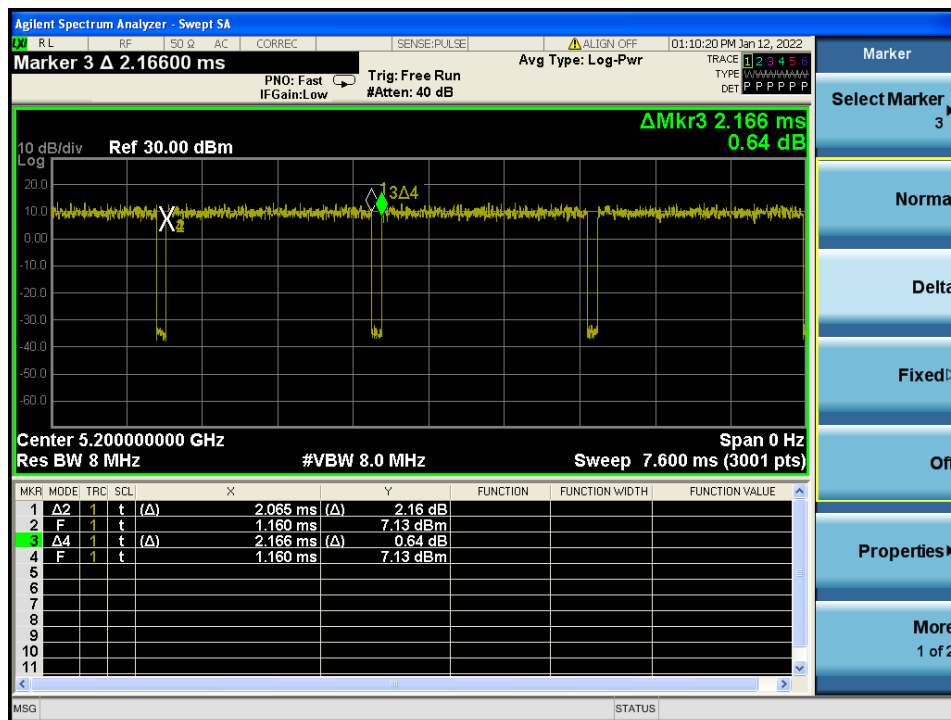 Agilent Spectrum Analyzer - Swept SA
LXI RL RF 50 Ω AC CORREC SENSE:PULSE ALIGN OFF 01:10:20 PM Jan 12, 2022
Marker 3 Δ 2.16600 ms
PNO: Fast
IFGain:Low
Trig: Free Run
#Atten: 40 dB
Avg Type: Log-Pwr
TRACE 1 2 3 4 5 6
TYPE
DET P P P P P P
ΔMkr3 2.166 ms
0.64 dB
10 dB/div Ref 30.00 dBm
Log
20.0
10.0
0.00
-10.0
-20.0
-30.0
-40.0
-50.0
-60.0
3Δ4
Center 5.200000000 GHz Span 0 Hz
Res BW 8 MHz #VBW 8.0 MHz Sweep 7.600 ms (3001 pts)
MKR MODE TRC SCL X Y FUNCTION FUNCTION WIDTH FUNCTION VALUE
1 Δ2 1 t (Δ) 2.065 ms (Δ) 2.16 dB
2 F 1 t 1.160 ms 7.13 dBm
3 Δ4 1 t (Δ) 2.166 ms (Δ) 0.64 dB
4 F 1 t 1.160 ms 7.13 dBm
5
6
7
8
9
10
11
MSG STATUS
Marker
Select Marker
3
Norma
Delta
Fixed
Of
Properties
More
1 of 2